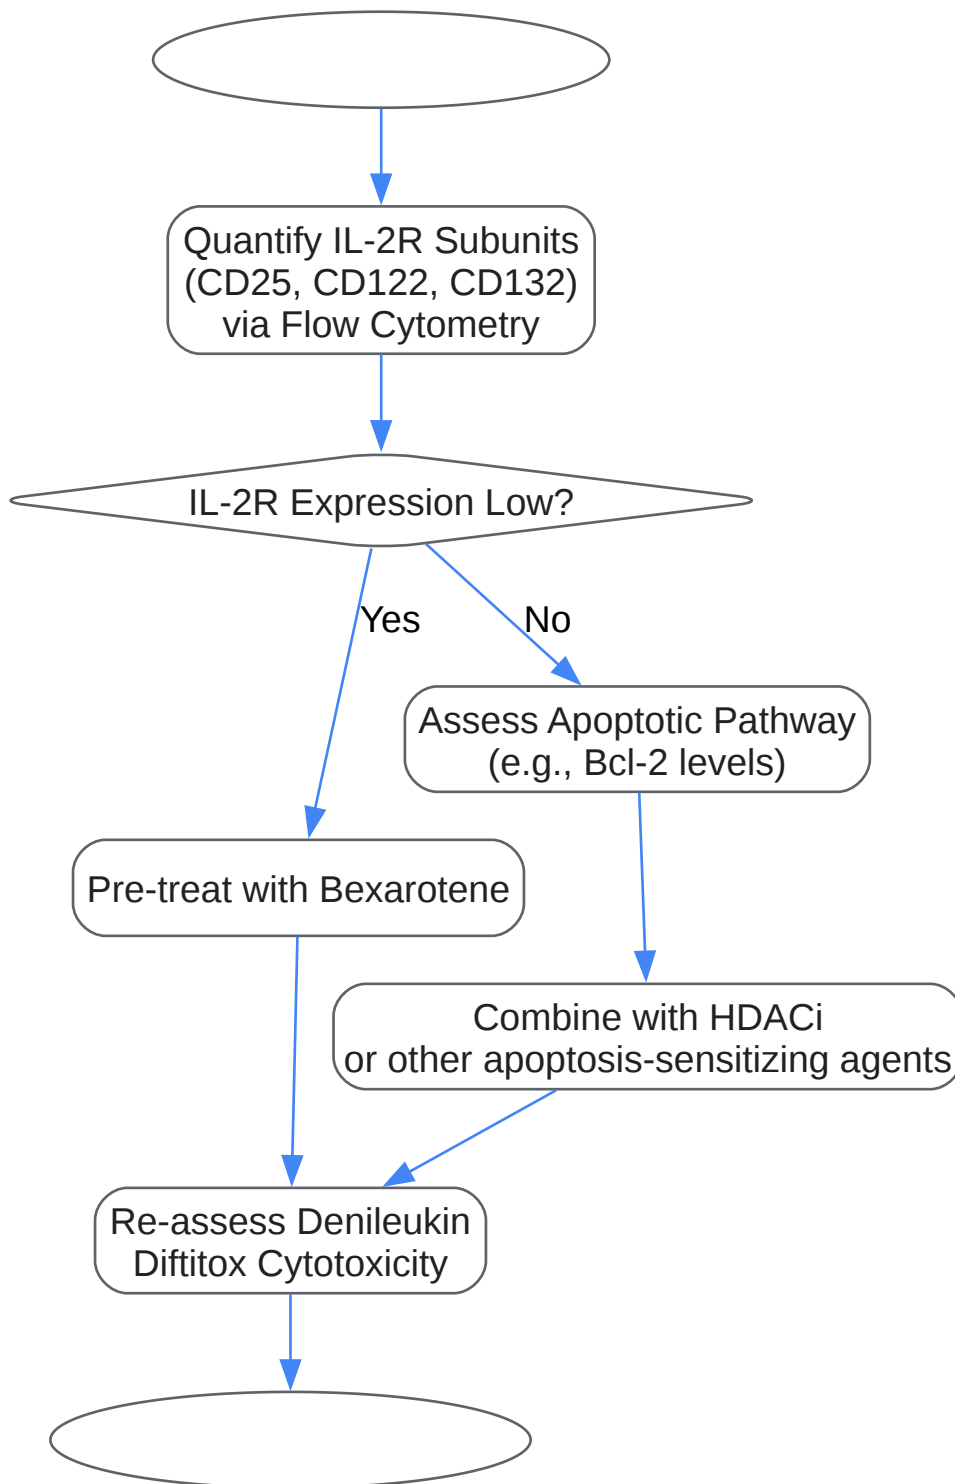 Quantify IL-2R Subunits
(CD25, CD122, CD132)
via Flow Cytometry
IL-2R Expression Low?
Yes
No
Assess Apoptotic Pathway
(e.g., Bcl-2 levels)
Pre-treat with Bexarotene
Combine with HDACi
or other apoptosis-sensitizing agents
Re-assess Denileukin
Diftitox Cytotoxicity